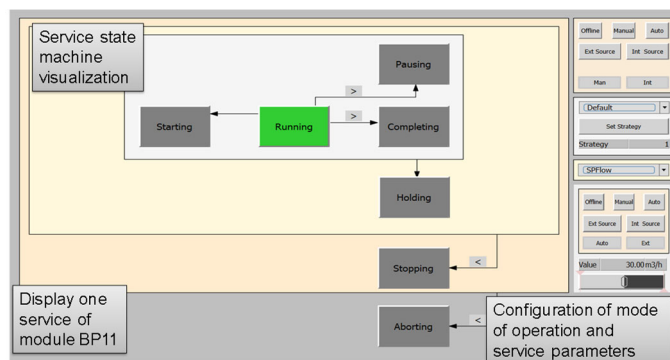 Service state
machine
visualization
Pausing
>
Starting
Running
>
Completing
Holding
<
Stopping
<
Aborting
Display one
service of
module BP11
Offline Manual Auto
Ext Source Int Source
Man Int
Default
Set Strategy
Strategy 1
SPFlow
Offline Manual Auto
Ext Source Int Source
Auto Ext
Value 30.00 m3/h
Configuration of mode
of operation and
service parameters